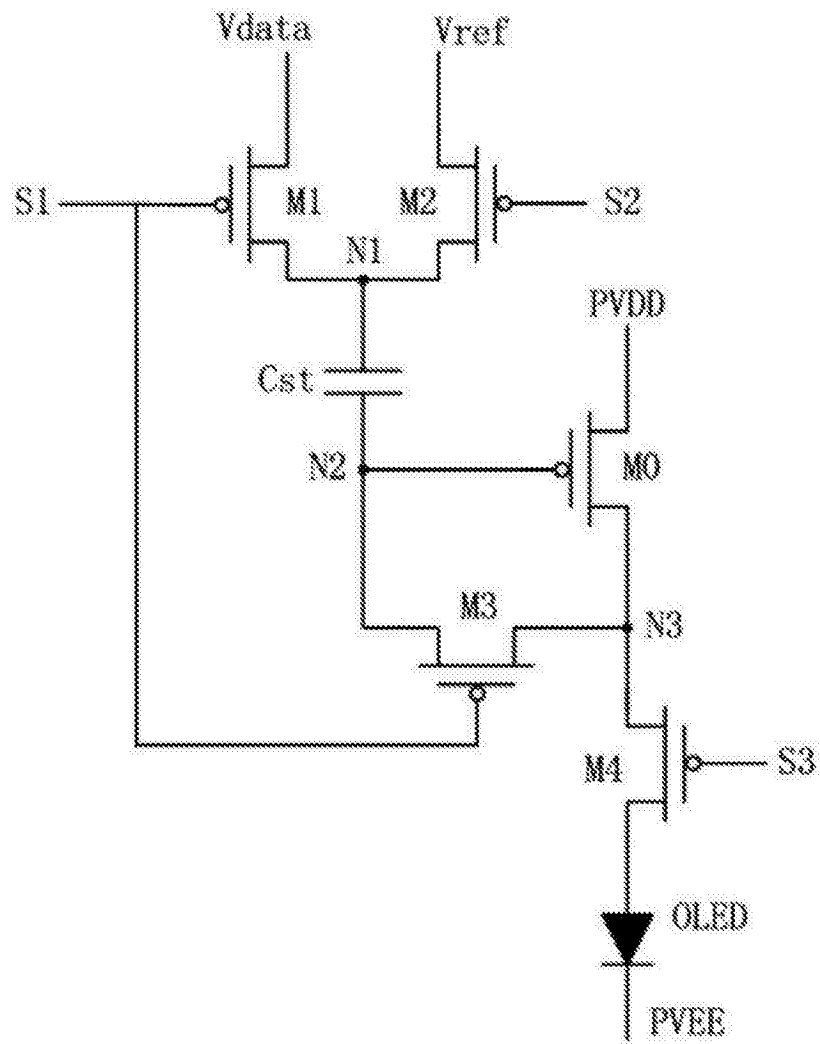 Vdata
Vref
S1
M1
M2
S2
N1
PVDD
Cst
N2
M0
M3
N3
M4
S3
OLED
PVEE